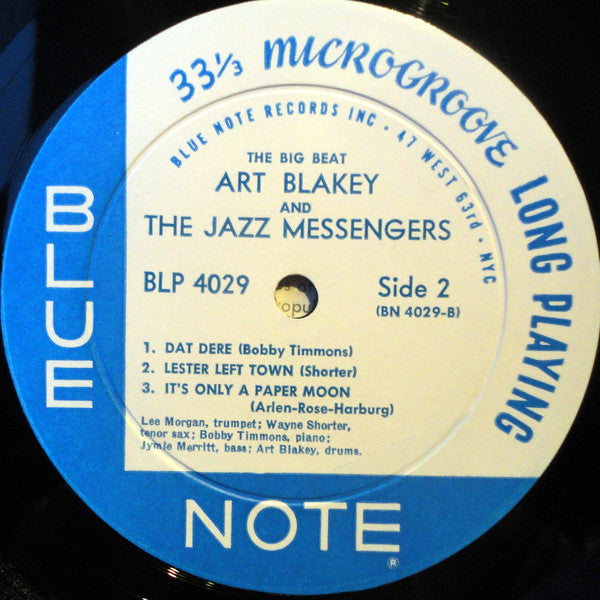 33⅓ MICROGROOVE LONG PLAYING
BLUE NOTE RECORDS INC • 47 WEST 63rd • NYC
THE BIG BEAT
ART BLAKEY
AND
THE JAZZ MESSENGERS
BLP 4029
Side 2
(BN 4029-B)
1. DAT DERE (Bobby Timmons)
2. LESTER LEFT TOWN (Shorter)
3. IT'S ONLY A PAPER MOON
(Arlen-Rose-Harburg)
Lee Morgan, trumpet; Wayne Shorter,
tenor sax; Bobby Timmons, piano;
Jymie Merritt, bass; Art Blakey, drums.
BLUE
NOTE
®